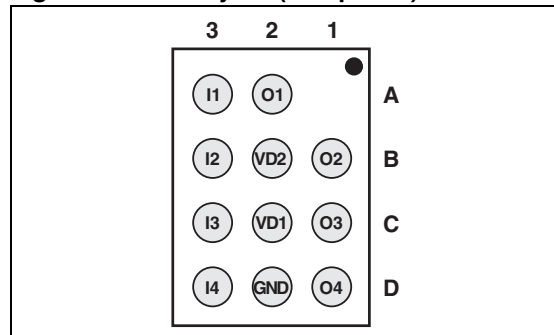 3 2 1
I1 O1 A
I2 VD2 O2 B
I3 VD1 O3 C
I4 GND O4 D